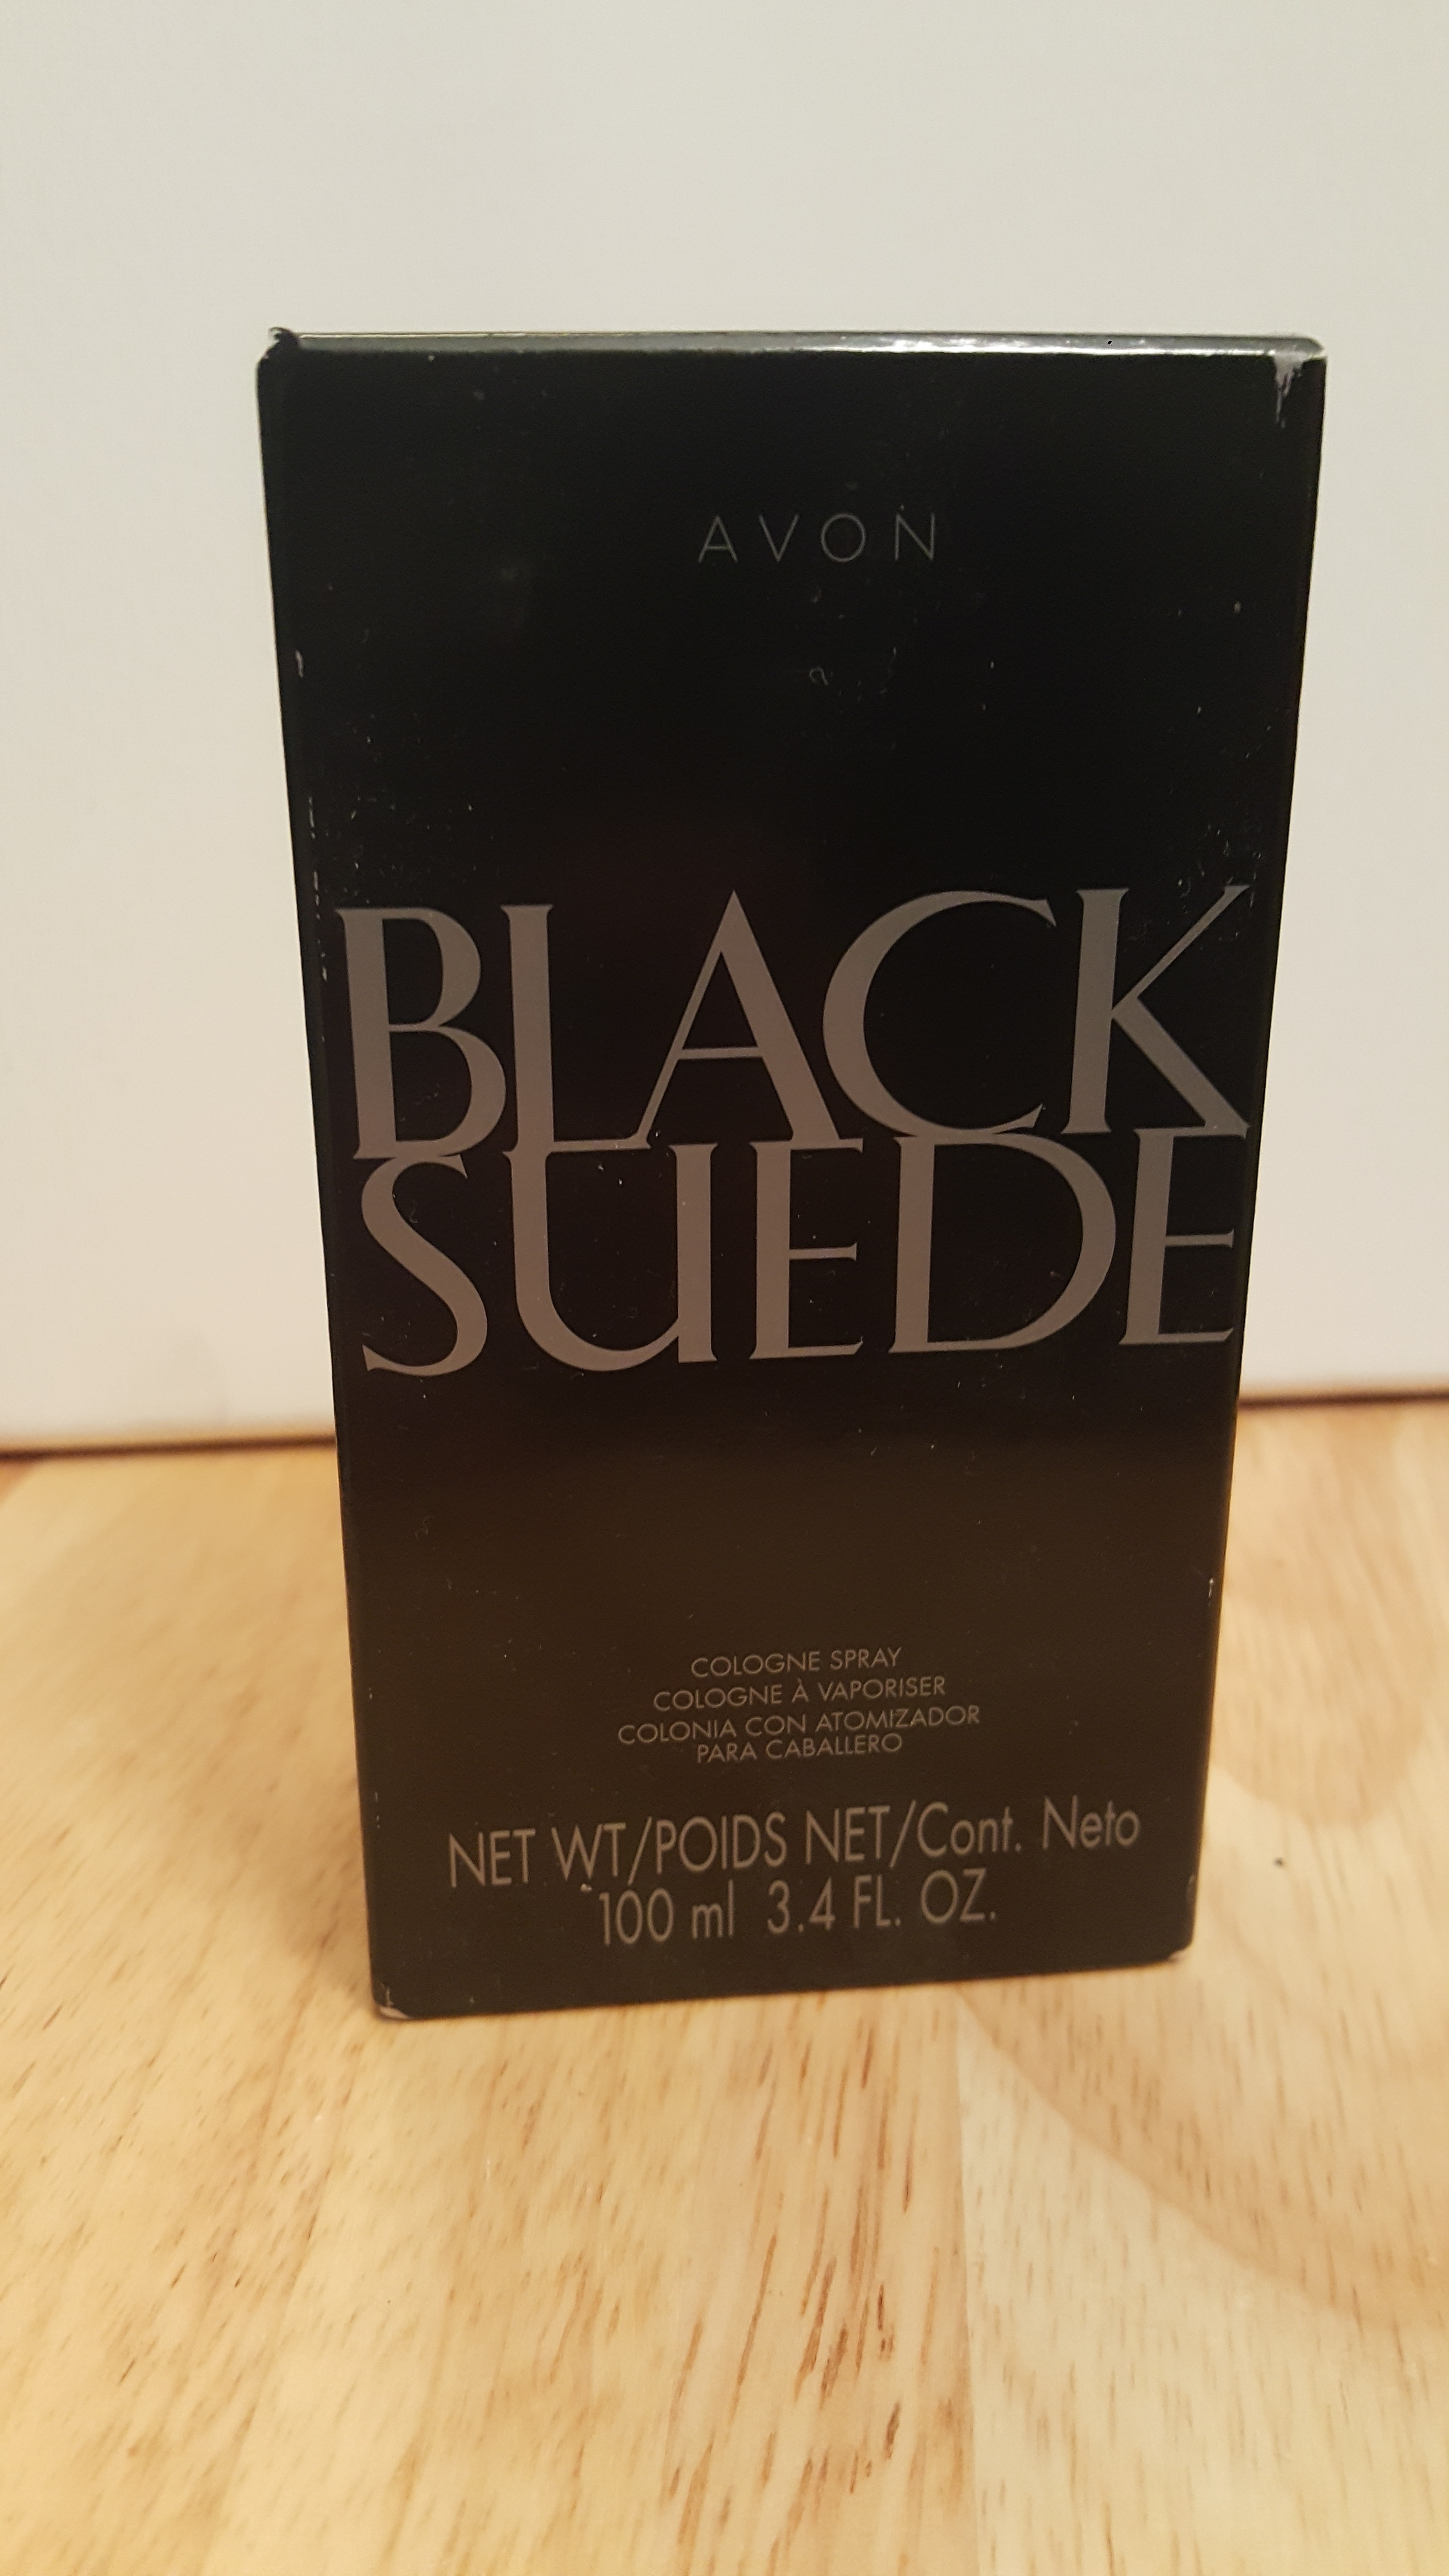 AVON
BLACK
SUEDE
COLOGNE SPRAY
COLOGNE À VAPORISER
COLONIA CON ATOMIZADOR
PARA CABALLERO
NET WT/POIDS NET/Cont. Neto
100 ml 3.4 FL. OZ.